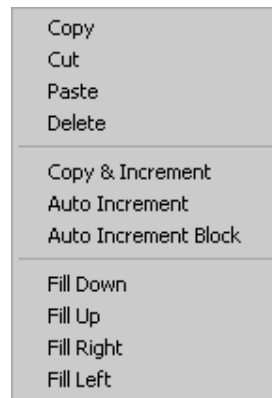 Copy
Cut
Paste
Delete
Copy & Increment
Auto Increment
Auto Increment Block
Fill Down
Fill Up
Fill Right
Fill Left